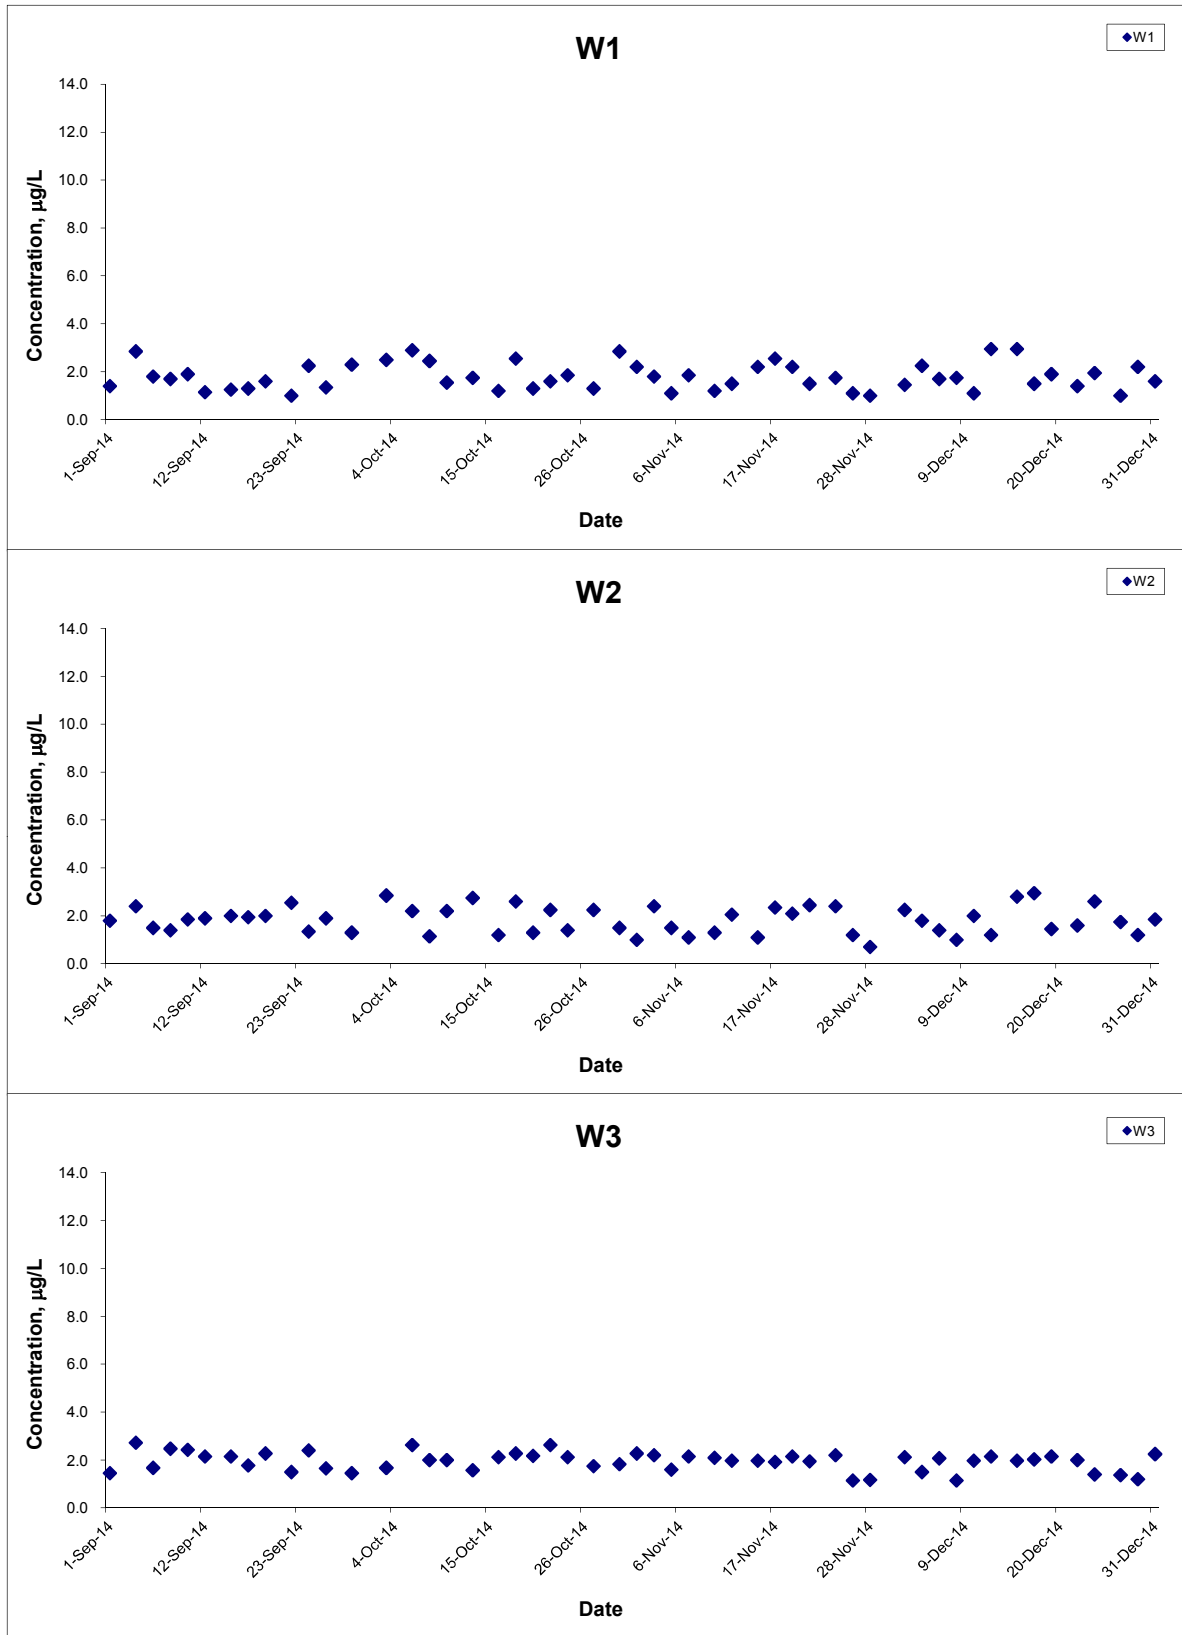 W1
W1
14.0
12.0
10.0
8.0
6.0
4.0
2.0
0.0
Concentration, µg/L
1-Sep-14
12-Sep-14
23-Sep-14
4-Oct-14
15-Oct-14
26-Oct-14
6-Nov-14
17-Nov-14
28-Nov-14
9-Dec-14
20-Dec-14
31-Dec-14
Date
W2
W2
14.0
12.0
10.0
8.0
6.0
4.0
2.0
0.0
Concentration, µg/L
1-Sep-14
12-Sep-14
23-Sep-14
4-Oct-14
15-Oct-14
26-Oct-14
6-Nov-14
17-Nov-14
28-Nov-14
9-Dec-14
20-Dec-14
31-Dec-14
Date
W3
W3
14.0
12.0
10.0
8.0
6.0
4.0
2.0
0.0
Concentration, µg/L
1-Sep-14
12-Sep-14
23-Sep-14
4-Oct-14
15-Oct-14
26-Oct-14
6-Nov-14
17-Nov-14
28-Nov-14
9-Dec-14
20-Dec-14
31-Dec-14
Date